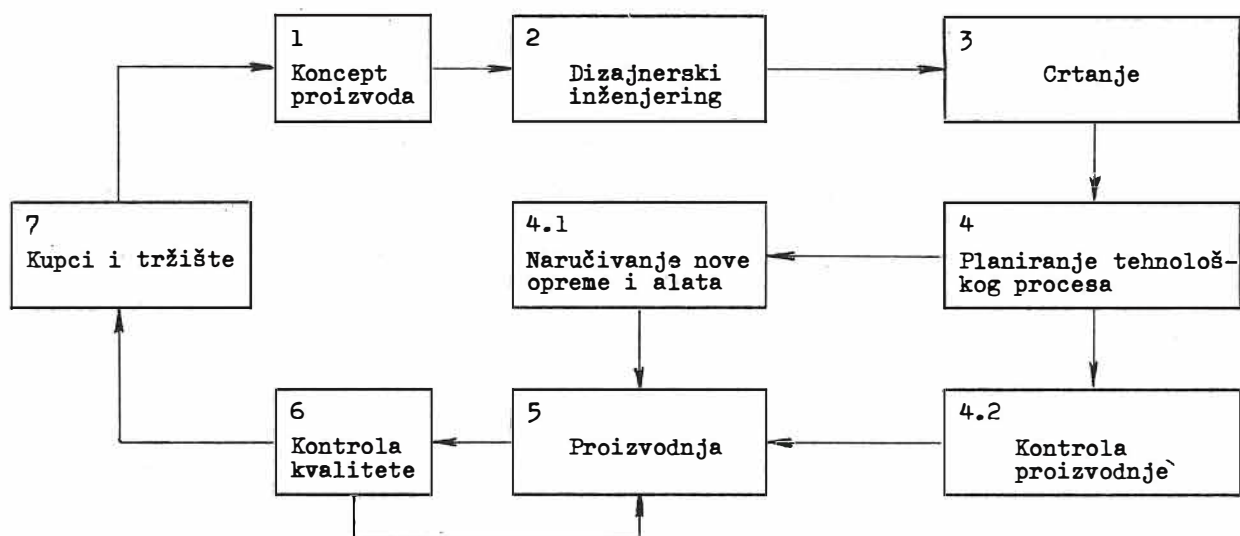 1
Koncept
proizvoda
2
Dizajnerski
inženjering
3
Crtanje
7
Kupci i tržište
4.1
Naručivanje nove
opreme i alata
4
Planiranje tehnološ-
kog procesa
6
Kontrola
kvalitete
5
Proizvodnja
4.2
Kontrola
proizvodnje